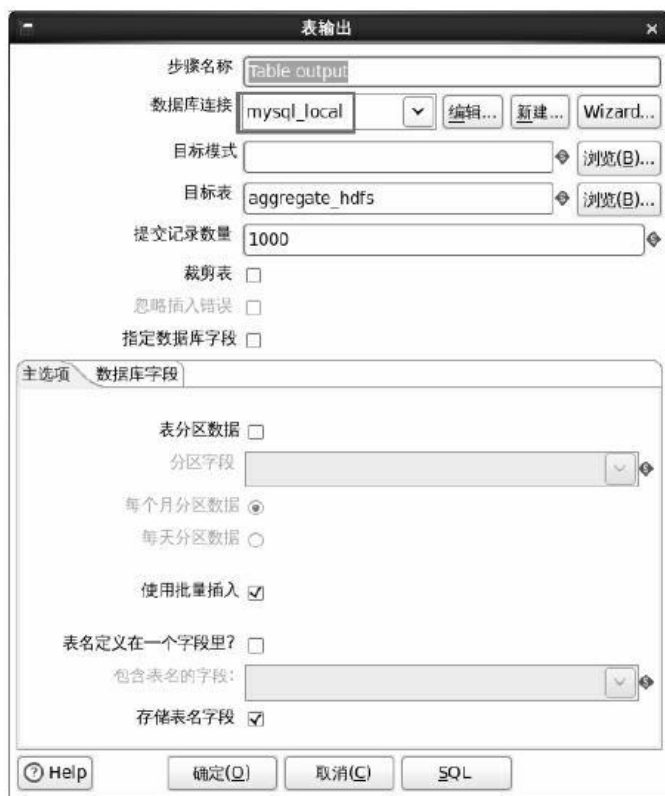 表输出
步骤名称 Table output
数据库连接 mysql_local 编辑... 新建... Wizard...
目标模式 浏览(B)...
目标表 aggregate_hdfs 浏览(B)...
提交记录数量 1000
裁剪表
忽略插入错误
指定数据库字段
主选项 数据库字段
表分区数据
分区字段
每个月分区数据
每天分区数据
使用批量插入
表名定义在一个字段里?
包含表名的字段:
存储表名字段
Help 确定(O) 取消(C) SQL